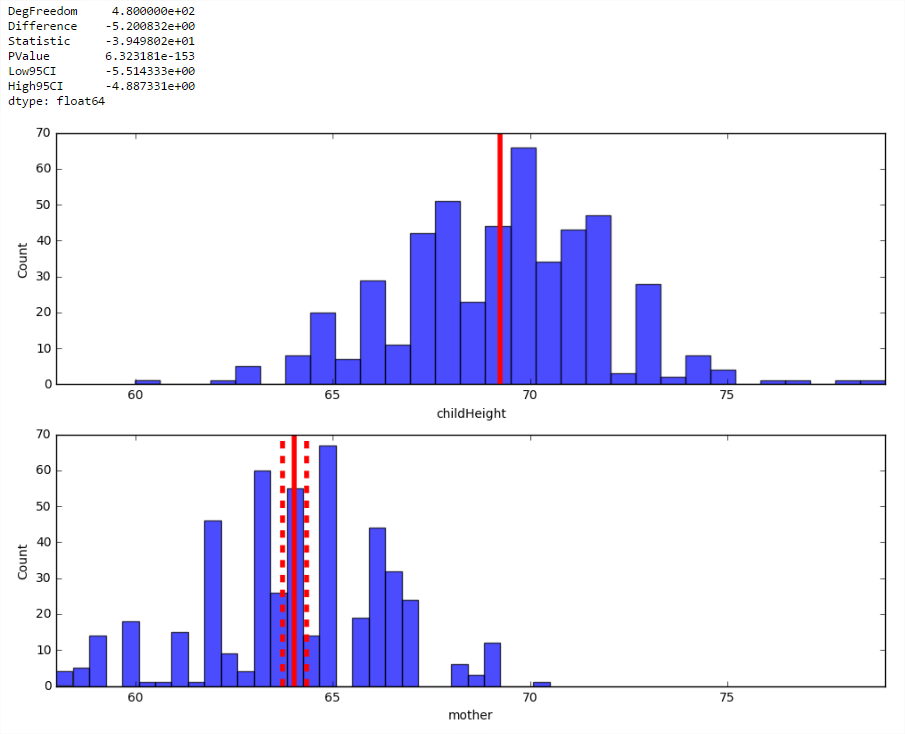 DegFreedom 4.800000e+02
Difference -5.200832e+00
Statistic -3.949802e+01
PValue 6.323181e-153
Low95CI -5.514333e+00
High95CI -4.887331e+00
dtype: float64
70
60
50
40
30
20
10
0
Count
60 65 70 75
childHeight
70
60
50
40
30
20
10
0
Count
60 65 70 75
mother